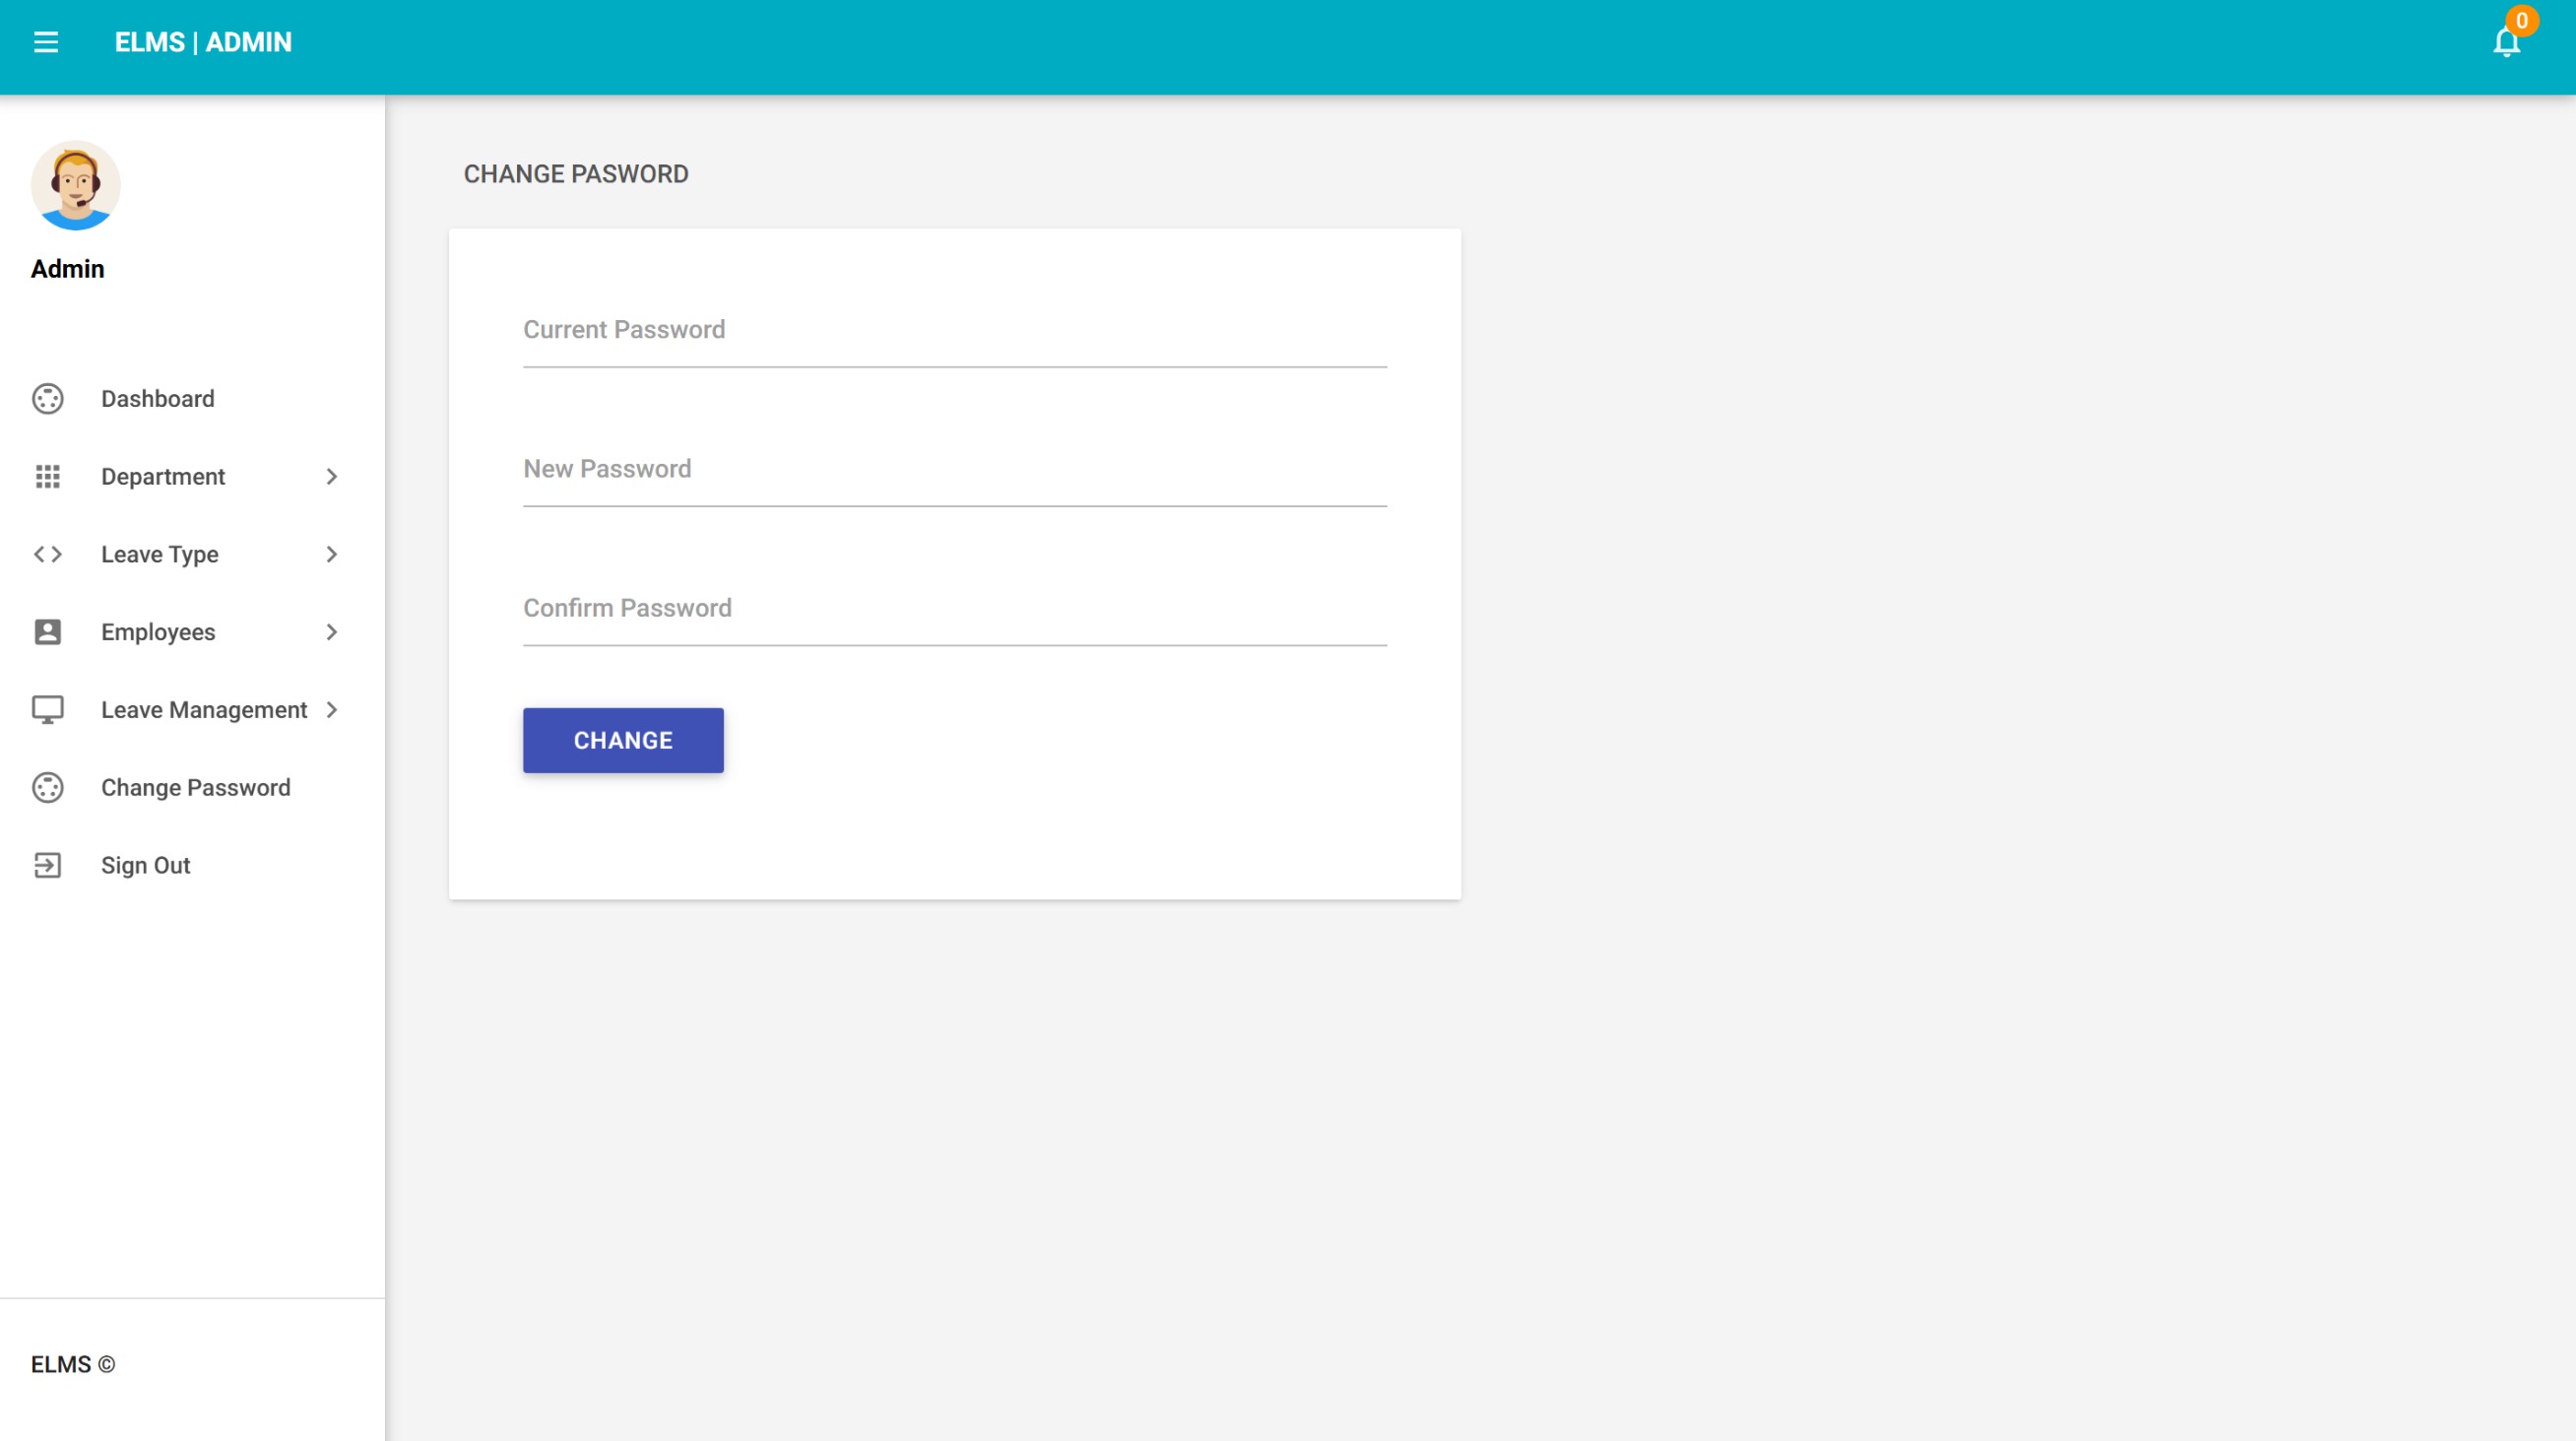 ELMS | ADMIN
0
Admin
Dashboard
Department
Leave Type
Employees
Leave Management
Change Password
Sign Out
ELMS ©
CHANGE PASWORD
Current Password
New Password
Confirm Password
CHANGE